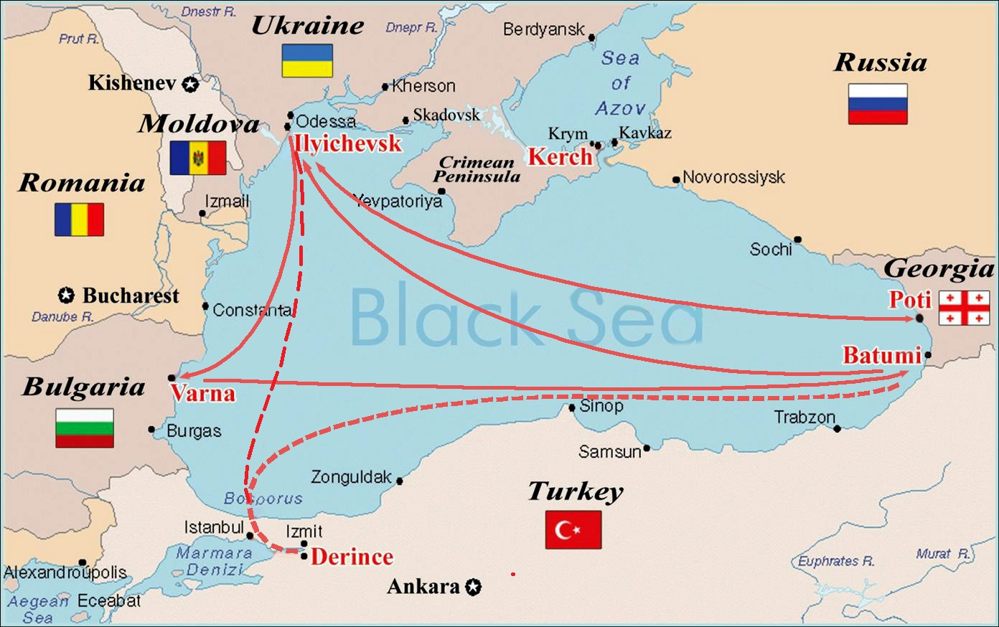 Dnestr R.
Ukraine
Dnepr R.
Berdyansk
Prut R.
Sea
of
Azov
Russia
Kishenev
Kherson
Moldova
Odessa
Skadovsk
Ilyichevsk
Krym
Kavkaz
Kerch
Crimean
Peninsula
Romania
Novorossiysk
Izmail
Yevpatoriya
Sochi
Georgia
Bucharest
Poti
Danube R.
Constanta
Black Sea
Batumi
Bulgaria
Varna
Sinop
Trabzon
Burgas
Samsun
Zonguldak
Turkey
Bosporus
Istanbul
Izmit
Marmara
Denizi
Derince
Murat R.
Euphrates R.
Alexandroúpolis
Ankara
Aegean
Sea
Eceabat